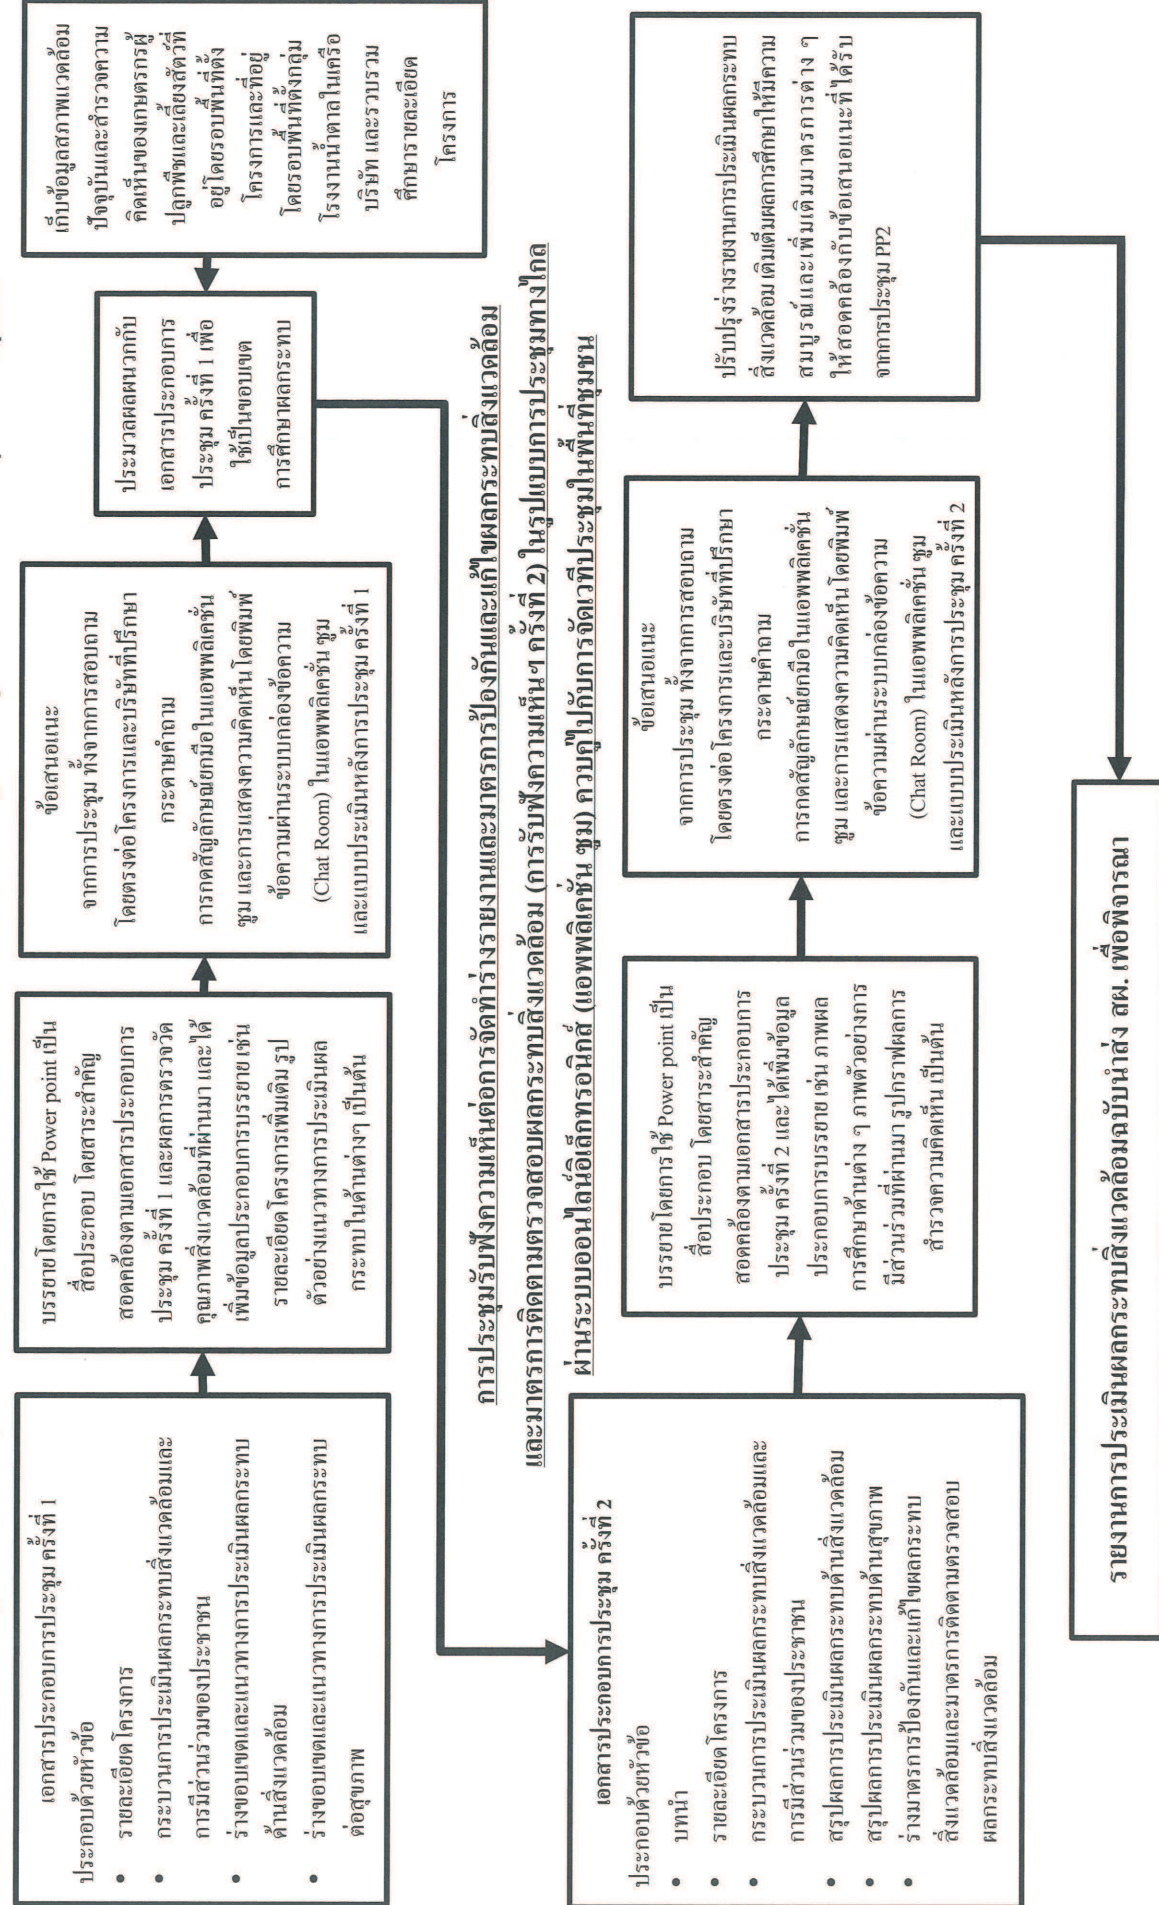 เอกสารประกอบการประชุม ครั้งที่ 1
ประกอบด้วยหัวข้อ
• รายละเอียดโครงการ
• กระบวนการประเมินผลกระทบสิ่งแวดล้อมและ
การมีส่วนร่วมของประชาชน
• ร่างขอบเขตและแนวทางการประเมินผลกระทบ
ด้านสิ่งแวดล้อม
• ร่างขอบเขตและแนวทางการประเมินผลกระทบ
ต่อสุขภาพ
บรรยายโดยการใช้ Power point เป็น
สื่อประกอบ โดยสาระสำคัญ
สอดคล้องตามเอกสารประกอบการ
ประชุม ครั้งที่ 1 และผลการตรวจวัด
คุณภาพสิ่งแวดล้อมที่ผ่านมา และได้
เพิ่มข้อมูลประกอบการบรรยาย เช่น
รายละเอียดโครงการเพิ่มเติม รูป
ตัวอย่างแนวทางการประเมินผล
กระทบในด้านต่างๆ เป็นต้น
ข้อเสนอแนะ
จากการประชุม ทั้งจากการสอบถาม
โดยตรงต่อโครงการและบริษัทที่ปรึกษา
กระดาษคำถาม
การกดสัญลักษณ์ยกมือในแอพพลิเคชั่น
ซูม และการแสดงความคิดเห็น โดยพิมพ์
ข้อความผ่านระบบกล่องข้อความ
(Chat Room) ในแอพพลิเคชั่น ซูม
และแบบประเมินหลังการประชุม ครั้งที่ 1
ประมวลผลผนวกกับ
เอกสารประกอบการ
ประชุม ครั้งที่ 1 เพื่อ
ใช้เป็นขอบเขต
การศึกษาผลกระทบ
เก็บข้อมูลสภาพแวดล้อม
ปัจจุบันและสำรวจความ
คิดเห็นของเกษตรกรผู้
ปลูกพืชและเลี้ยงสัตว์ที่
อยู่โดยรอบพื้นที่ตั้ง
โครงการและที่อยู่
โดยรอบพื้นที่ตั้งกลุ่ม
โรงงานน้ำตาลในเครือ
บริษัท และรวบรวม
ศึกษารายละเอียด
โครงการ
การประชุมรับฟังความเห็นต่อการจัดทำร่างรายงานและมาตรการป้องกันและแก้ไขผลกระทบสิ่งแวดล้อม
และมาตรการติดตามตรวจสอบผลกระทบสิ่งแวดล้อม (การรับฟังความเห็นฯ ครั้งที่ 2) ในรูปแบบการประชุมทางไกล
ผ่านระบบออนไลน์อิเล็กทรอนิกส์ (แอพพลิเคชั่น ซูม) ควบคู่ไปกับการจัดเวทีประชุมในพื้นที่ชุมชน
เอกสารประกอบการประชุม ครั้งที่ 2
ประกอบด้วยหัวข้อ
• บทนำ
• รายละเอียดโครงการ
• กระบวนการประเมินผลกระทบสิ่งแวดล้อมและ
การมีส่วนร่วมของประชาชน
• สรุปผลการประเมินผลกระทบด้านสิ่งแวดล้อม
• สรุปผลการประเมินผลกระทบด้านสุขภาพ
• ร่างมาตรการป้องกันและแก้ไขผลกระทบ
สิ่งแวดล้อมและมาตรการติดตามตรวจสอบ
ผลกระทบสิ่งแวดล้อม
บรรยายโดยการใช้ Power point เป็น
สื่อประกอบ โดยสาระสำคัญ
สอดคล้องตามเอกสารประกอบการ
ประชุม ครั้งที่ 2 และได้เพิ่มข้อมูล
ประกอบการบรรยาย เช่น ภาพผล
การศึกษาด้านต่าง ๆ ภาพตัวอย่างการ
มีส่วนร่วมที่ผ่านมา รูปกราฟผลการ
สำรวจความคิดเห็น เป็นต้น
ข้อเสนอแนะ
จากการประชุม ทั้งจากการสอบถาม
โดยตรงต่อโครงการและบริษัทที่ปรึกษา
กระดาษคำถาม
การกดสัญลักษณ์ยกมือในแอพพลิเคชั่น
ซูม และการแสดงความคิดเห็น โดยพิมพ์
ข้อความผ่านระบบกล่องข้อความ
(Chat Room) ในแอพพลิเคชั่น ซูม
และแบบประเมินหลังการประชุม ครั้งที่ 2
ปรับปรุงร่างรายงานการประเมินผลกระทบ
สิ่งแวดล้อม เติมเต็มผลการศึกษาให้มีความ
สมบูรณ์และเพิ่มเติมมาตรการต่าง ๆ
ให้สอดคล้องกับข้อเสนอแนะที่ได้รับ
จากการประชุม PP2
รายงานการประเมินผลกระทบสิ่งแวดล้อมฉบับนำส่ง สผ. เพื่อพิจารณา